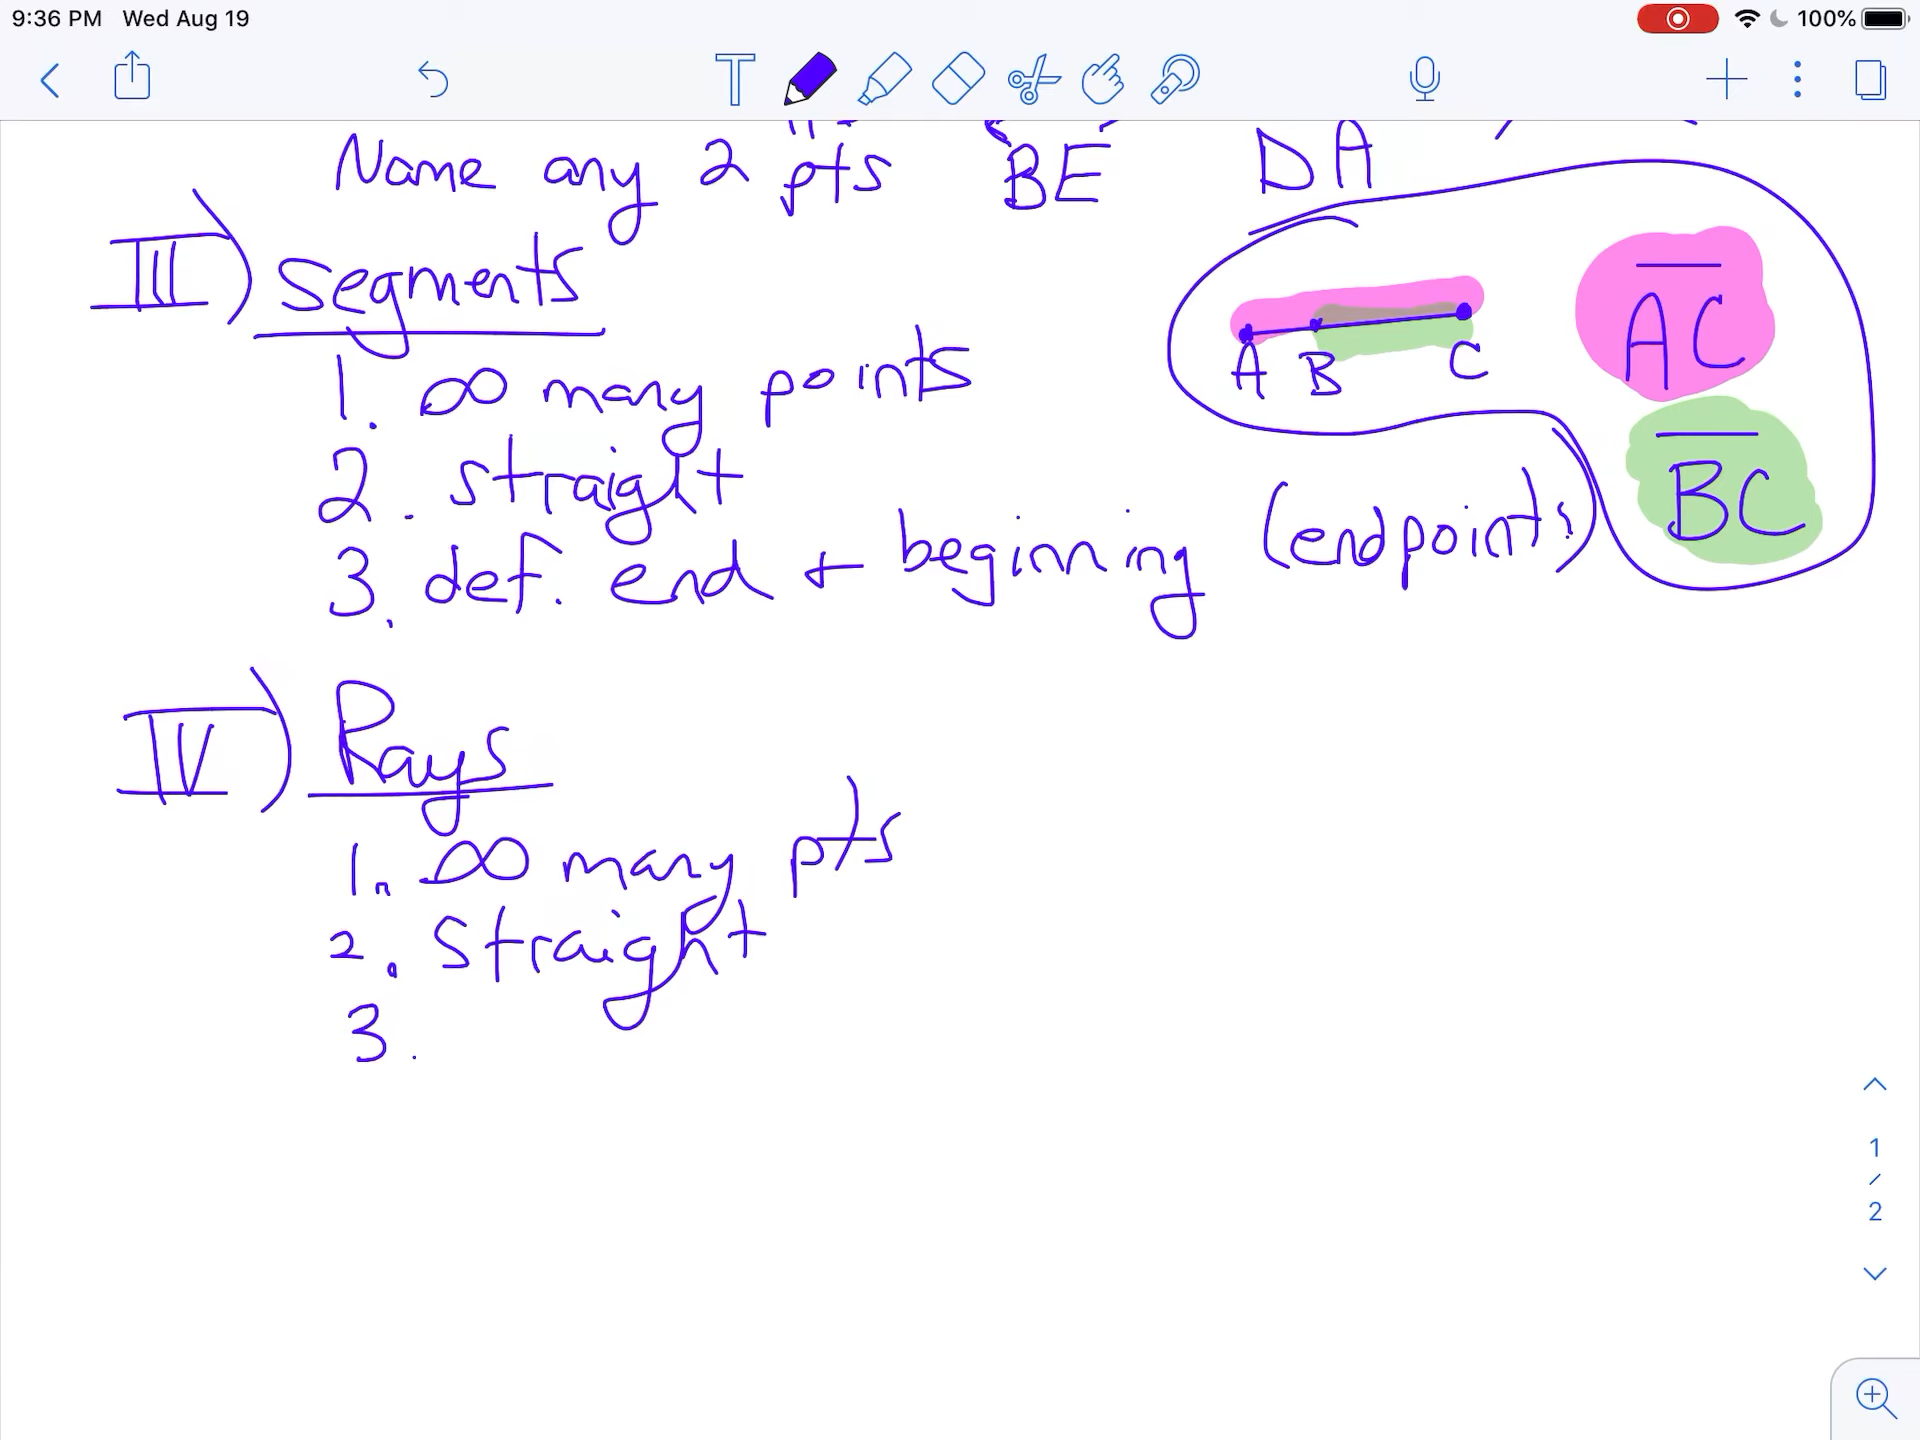 9:36 PM Wed Aug 19
100%
T
Name any 2 pts BE DA
III) Segments
AC
A B C
1. ∞ many points
BC
2. straight
3. def. end + beginning (endpoints)
IV) Rays
1. ∞ many pts
2. Straight
3.
1
/
2